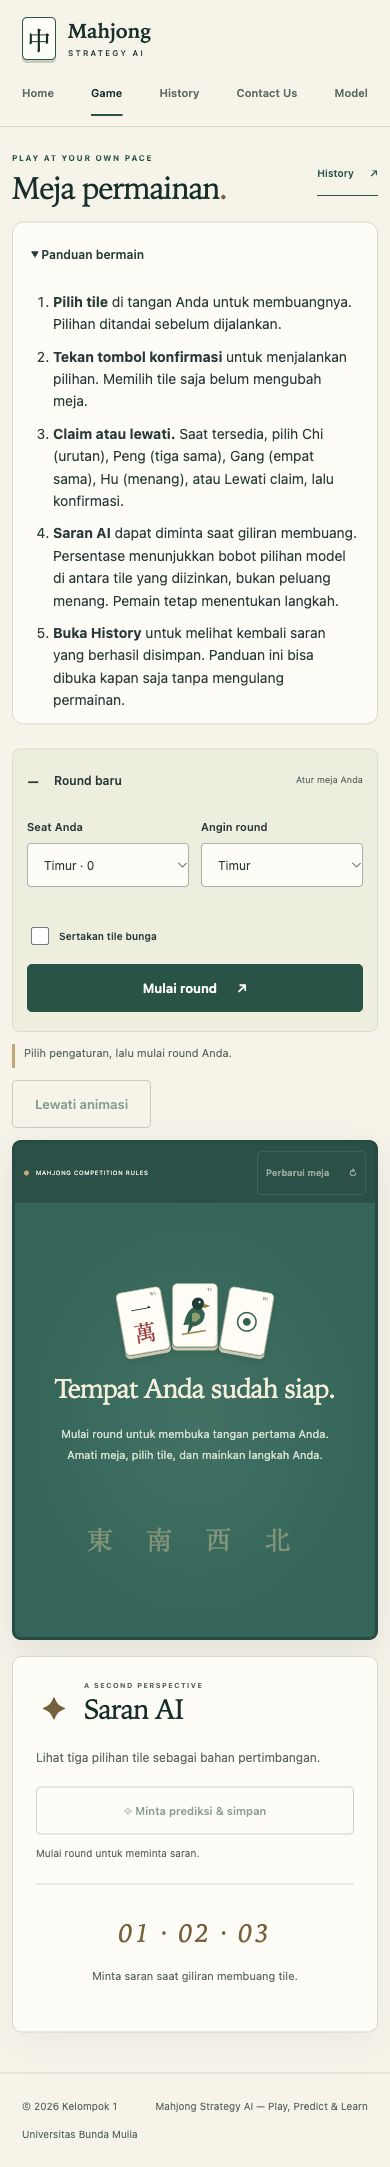 中
Mahjong
STRATEGY AI
Home
Game
History
Contact Us
Model
PLAY AT YOUR OWN PACE
Meja permainan.
History ↗
▼ Panduan bermain
1. Pilih tile di tangan Anda untuk membuangnya.
Pilihan ditandai sebelum dijalankan.
2. Tekan tombol konfirmasi untuk menjalankan
pilihan. Memilih tile saja belum mengubah
meja.
3. Claim atau lewati. Saat tersedia, pilih Chi
(urutan), Peng (tiga sama), Gang (empat
sama), Hu (menang), atau Lewati claim, lalu
konfirmasi.
4. Saran AI dapat diminta saat giliran membuang.
Persentase menunjukkan bobot pilihan model
di antara tile yang diizinkan, bukan peluang
menang. Pemain tetap menentukan langkah.
5. Buka History untuk melihat kembali saran
yang berhasil disimpan. Panduan ini bisa
dibuka kapan saja tanpa mengulang
permainan.
– Round baru
Atur meja Anda
Seat Anda
Angin round
Timur · 0
Timur
Sertakan tile bunga
Mulai round ↗
Pilih pengaturan, lalu mulai round Anda.
Lewati animasi
MAHJONG COMPETITION RULES
Perbarui meja ↻
一
萬
Tempat Anda sudah siap.
Mulai round untuk membuka tangan pertama Anda.
Amati meja, pilih tile, dan mainkan langkah Anda.
東 南 西 北
A SECOND PERSPECTIVE
Saran AI
Lihat tiga pilihan tile sebagai bahan pertimbangan.
✧ Minta prediksi & simpan
Mulai round untuk meminta saran.
01 · 02 · 03
Minta saran saat giliran membuang tile.
© 2026 Kelompok 1
Mahjong Strategy AI — Play, Predict & Learn
Universitas Bunda Mulia